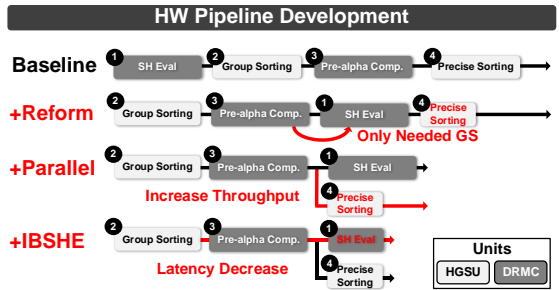 HW Pipeline Development
Baseline
1
SH Eval
2
Group Sorting
3
Pre-alpha Comp.
4
Precise Sorting
+Reform
2
Group Sorting
3
Pre-alpha Comp.
1
SH Eval
4
Precise
Sorting
Only Needed GS
+Parallel
2
Group Sorting
3
Pre-alpha Comp.
1
SH Eval
Increase Throughput
4
Precise
Sorting
+IBSHE
2
Group Sorting
3
Pre-alpha Comp.
1
SH Eval
Latency Decrease
4
Precise
Sorting
Units
HGSU
DRMC